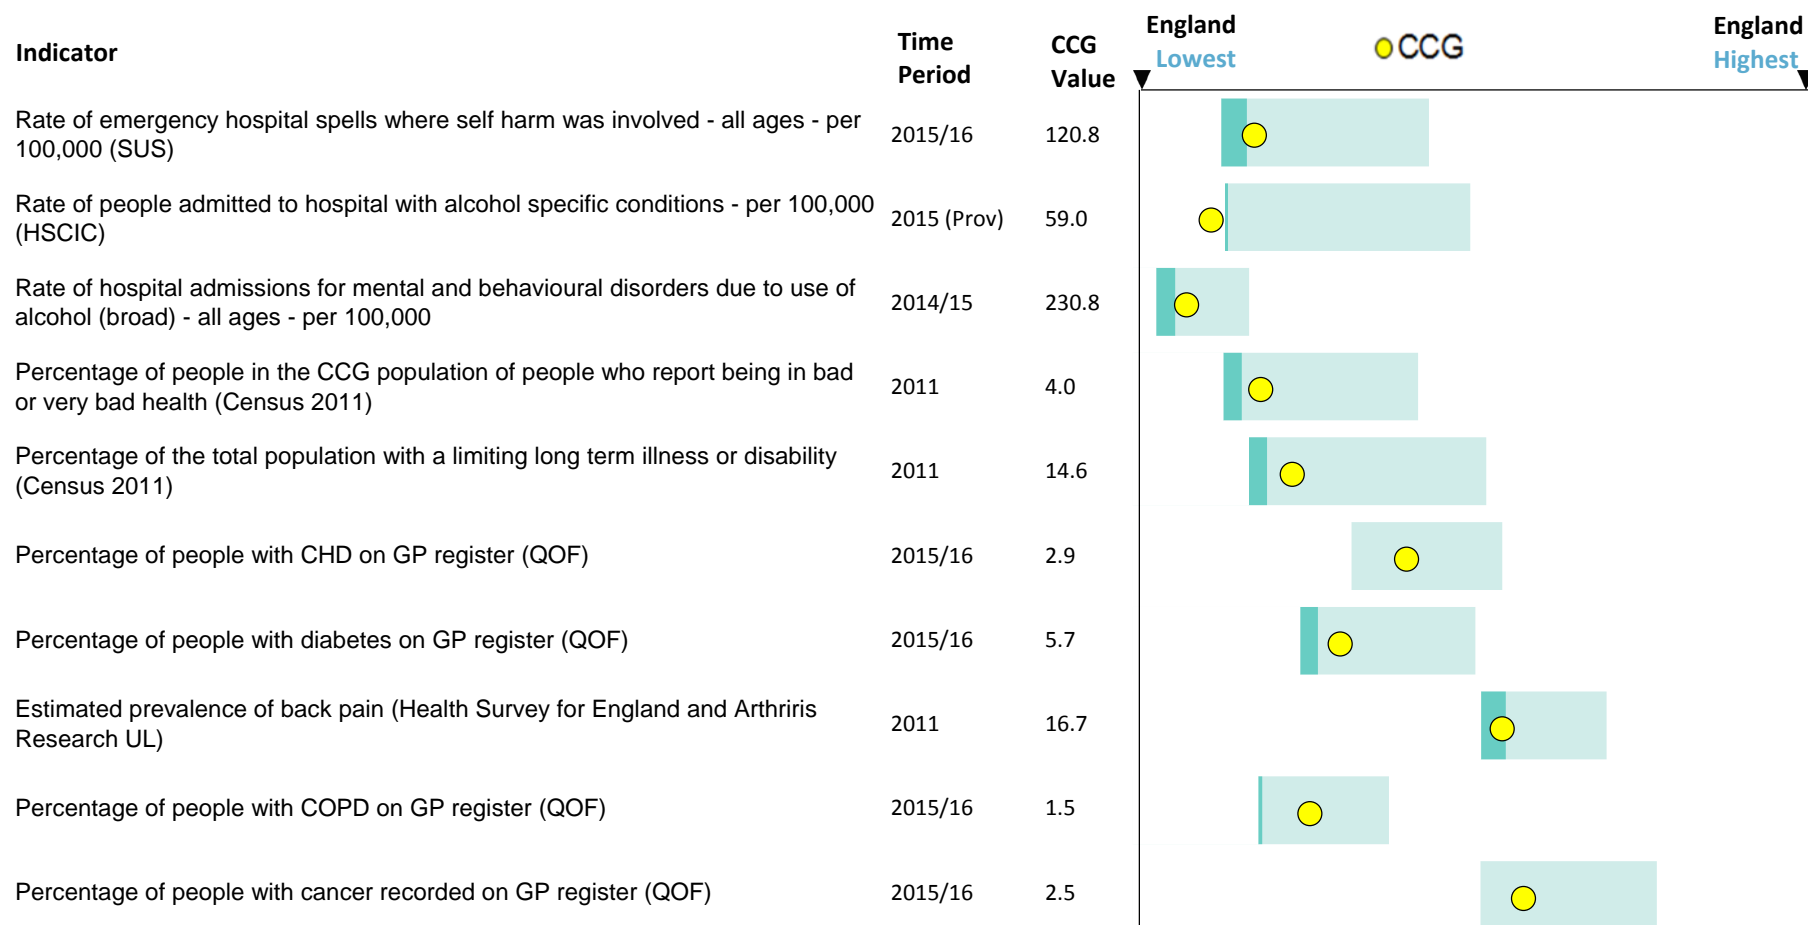 Indicator
Time
Period
CCG
Value
England
Lowest
CCG
England
Highest
Rate of emergency hospital spells where self harm was involved - all ages - per
100,000 (SUS)
2015/16
120.8
Rate of people admitted to hospital with alcohol specific conditions - per 100,000
(HSCIC)
2015 (Prov)
59.0
Rate of hospital admissions for mental and behavioural disorders due to use of
alcohol (broad) - all ages - per 100,000
2014/15
230.8
Percentage of people in the CCG population of people who report being in bad
or very bad health (Census 2011)
2011
4.0
Percentage of the total population with a limiting long term illness or disability
(Census 2011)
2011
14.6
Percentage of people with CHD on GP register (QOF)
2015/16
2.9
Percentage of people with diabetes on GP register (QOF)
2015/16
5.7
Estimated prevalence of back pain (Health Survey for England and Arthriris
Research UL)
2011
16.7
Percentage of people with COPD on GP register (QOF)
2015/16
1.5
Percentage of people with cancer recorded on GP register (QOF)
2015/16
2.5